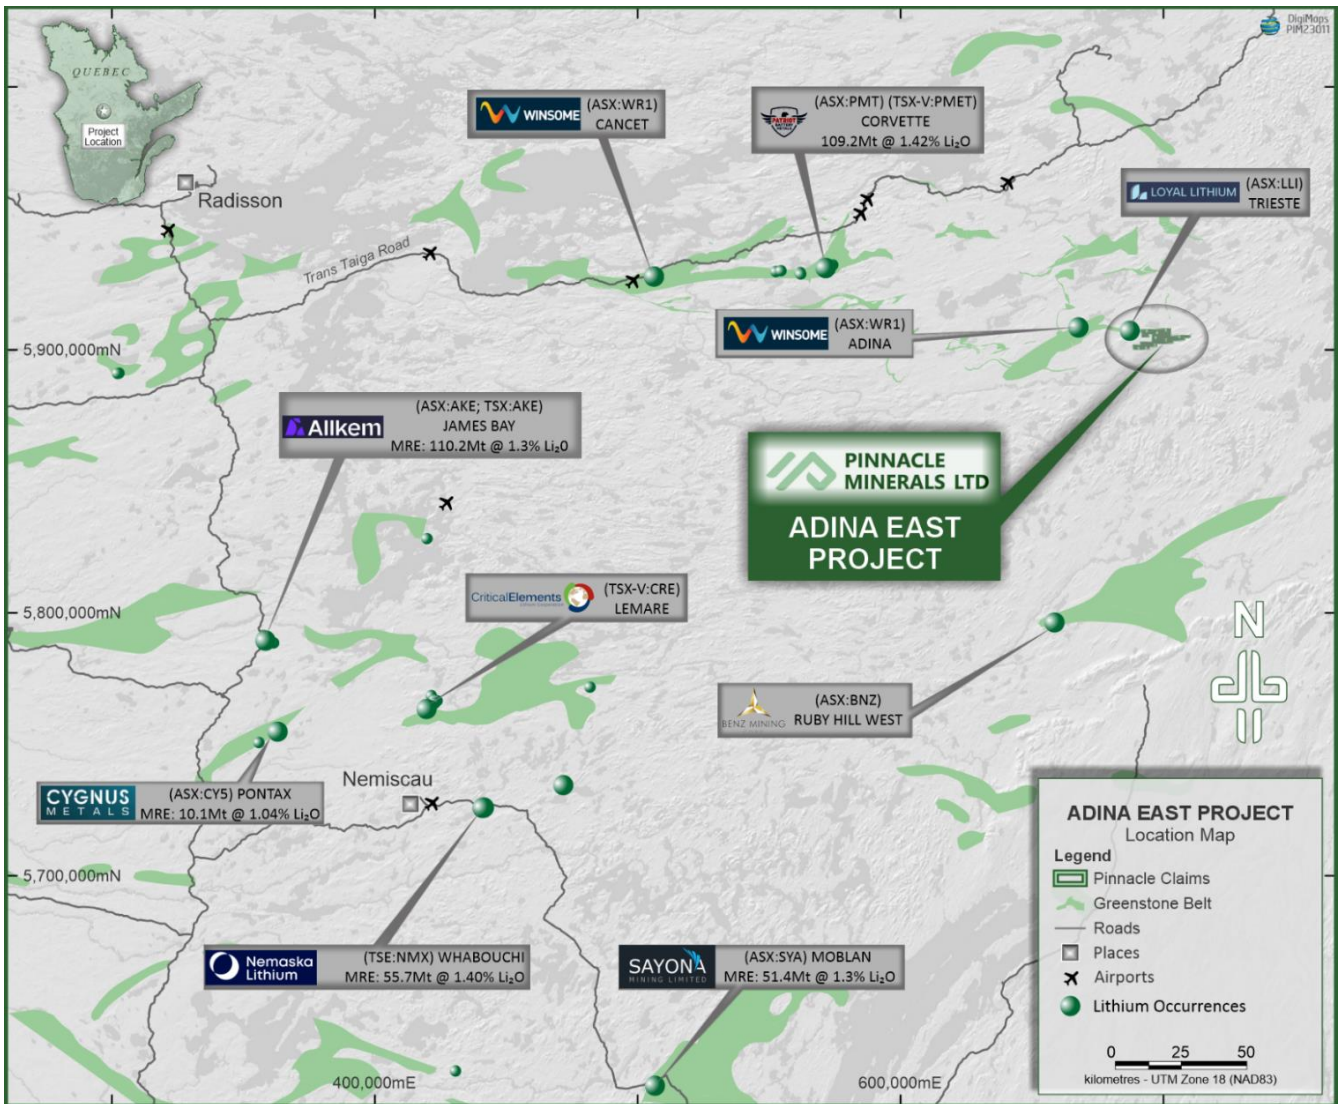 DigiMaps
PIM23011
QUEBEC
Project
Location
WINSOME
(ASX:WR1)
CANCET
PATRIOT
(ASX:PMT) (TSX-V:PMET)
CORVETTE
109.2Mt @ 1.42% Li₂O
LOYAL LITHIUM
(ASX:LLI)
TRIESTE
Radisson
Trans Taiga Road
WINSOME
(ASX:WR1)
ADINA
5,900,000mN
Allkem
(ASX:AKE; TSX:AKE)
JAMES BAY
MRE: 110.2Mt @ 1.3% Li₂0
PINNACLE
MINERALS LTD
ADINA EAST
PROJECT
CriticalElements
(TSX-V:CRE)
LEMARE
5,800,000mN
N
BENZ MINING
(ASX:BNZ)
RUBY HILL WEST
Nemiscau
CYGNUS
METALS
(ASX:CY5) PONTAX
MRE: 10.1Mt @ 1.04% Li₂O
5,700,000mN
Nemaska
Lithium
(TSE:NMX) WHABOUCHI
MRE: 55.7Mt @ 1.40% Li₂O
SAYONA
MINING LIMITED
(ASX:SYA) MOBLAN
MRE: 51.4Mt @ 1.3% Li₂O
400,000mE
600,000mE
ADINA EAST PROJECT
Location Map
Legend
Pinnacle Claims
Greenstone Belt
Roads
Places
Airports
Lithium Occurrences
0 25 50
kilometres - UTM Zone 18 (NAD83)